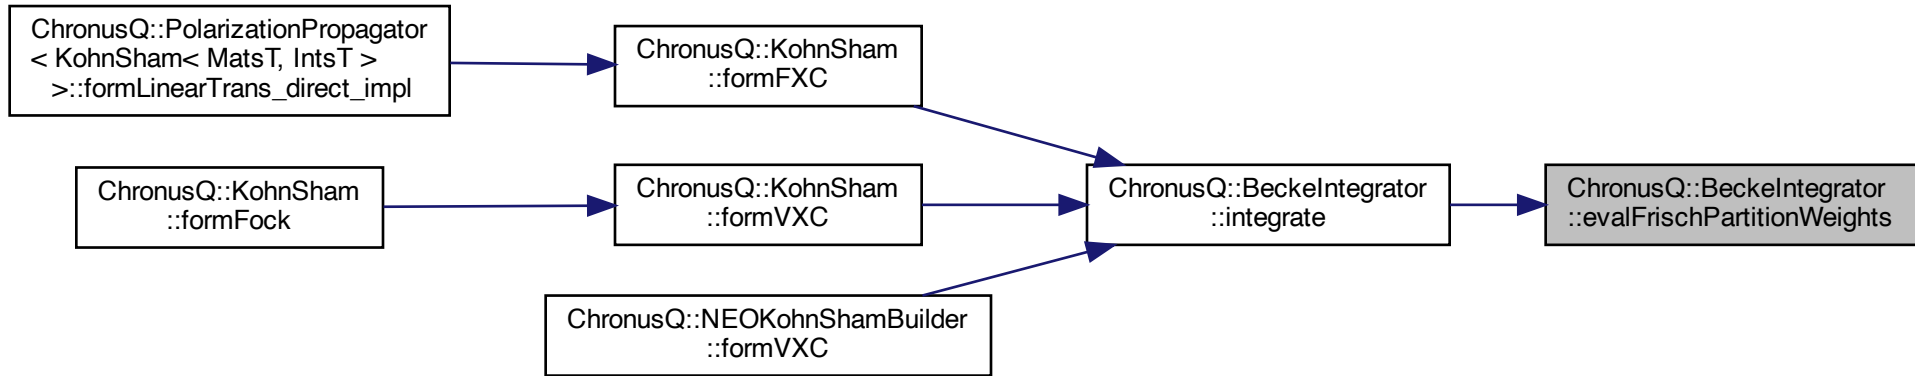 ChronusQ::PolarizationPropagator
< KohnSham< MatsT, IntsT >
>::formLinearTrans_direct_impl
ChronusQ::KohnSham
::formFXC
ChronusQ::KohnSham
::formFock
ChronusQ::KohnSham
::formVXC
ChronusQ::BeckeIntegrator
::integrate
ChronusQ::BeckeIntegrator
::evalFrischPartitionWeights
ChronusQ::NEOKohnShamBuilder
::formVXC